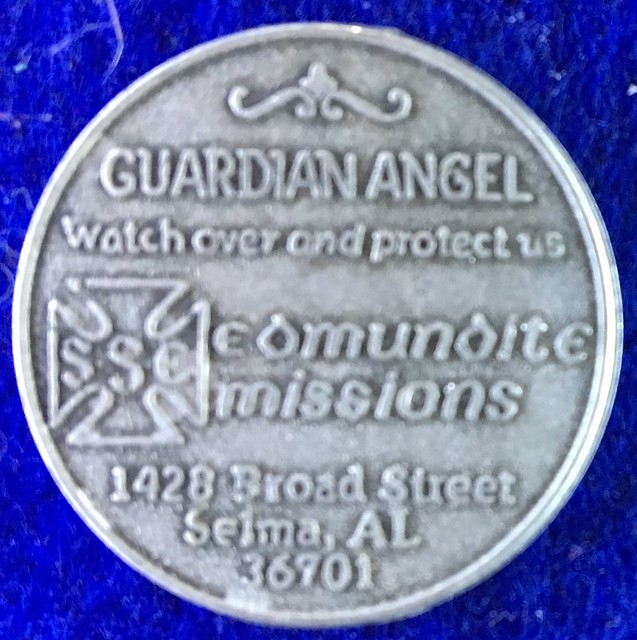 GUARDIAN ANGEL
Watch over and protect us
SSE
edmundite
missions
1428 Broad Street
Selma, AL
36701